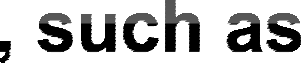 , such as